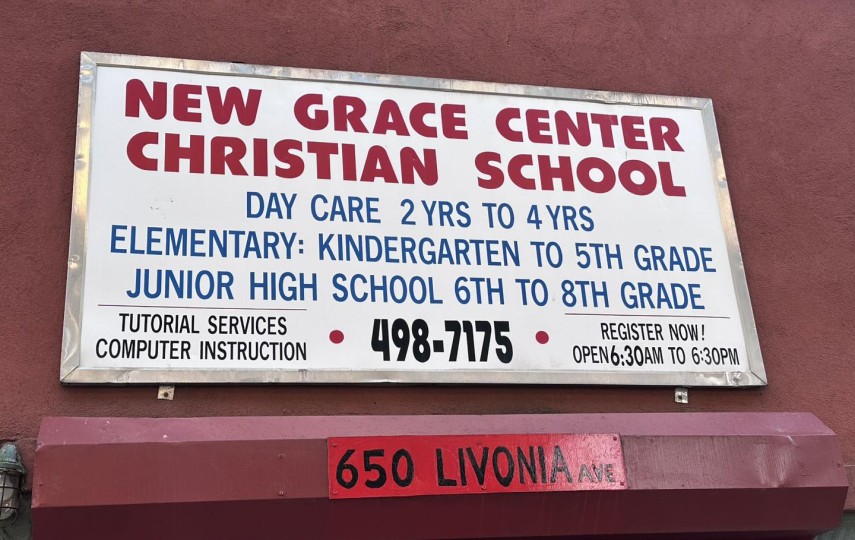 NEW GRACE CENTER
CHRISTIAN SCHOOL
DAY CARE 2 YRS TO 4 YRS
ELEMENTARY: KINDERGARTEN TO 5TH GRADE
JUNIOR HIGH SCHOOL 6TH TO 8TH GRADE
TUTORIAL SERVICES
COMPUTER INSTRUCTION
• 498-7175 •
REGISTER NOW!
OPEN 6:30AM TO 6:30PM
650 LIVONIA AVE